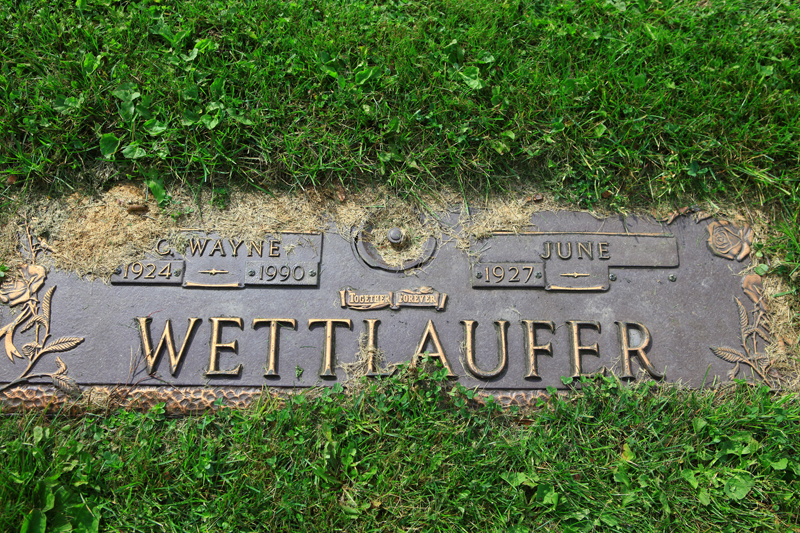 C. WAYNE
1924 1990
JUNE
1927
TOGETHER FOREVER
WETTLAUFER